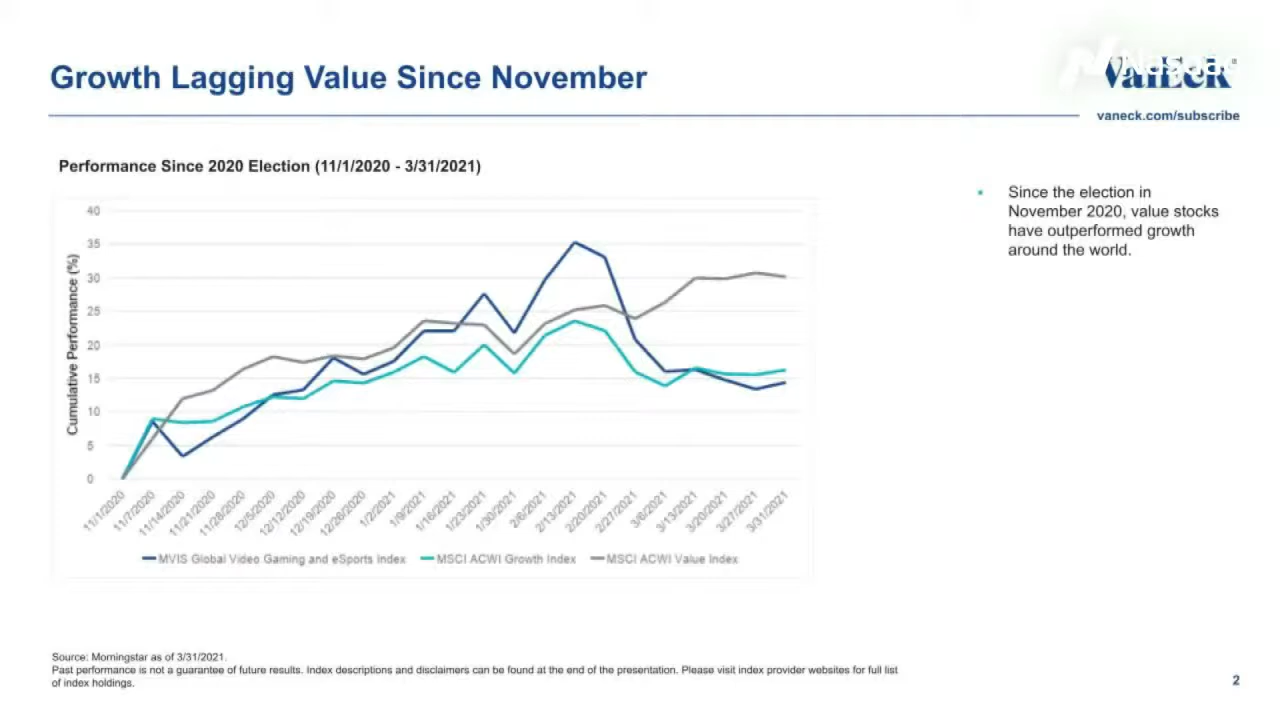 Growth Lagging Value Since November
Nasdaq
VanEck®
vaneck.com/subscribe
Performance Since 2020 Election (11/1/2020 - 3/31/2021)
Since the election in
November 2020, value stocks
have outperformed growth
around the world.
Cumulative Performance (%)
40
35
30
25
20
15
10
5
0
11/1/2020
11/7/2020
11/14/2020
11/21/2020
11/28/2020
12/5/2020
12/12/2020
12/19/2020
12/26/2020
1/2/2021
1/9/2021
1/16/2021
1/23/2021
1/30/2021
2/6/2021
2/13/2021
2/20/2021
2/27/2021
3/6/2021
3/13/2021
3/20/2021
3/27/2021
3/31/2021
MVIS Global Video Gaming and eSports Index
MSCI ACWI Growth Index
MSCI ACWI Value Index
Source: Morningstar as of 3/31/2021.
Past performance is not a guarantee of future results. Index descriptions and disclaimers can be found at the end of the presentation. Please visit index provider websites for full list
of index holdings.
2